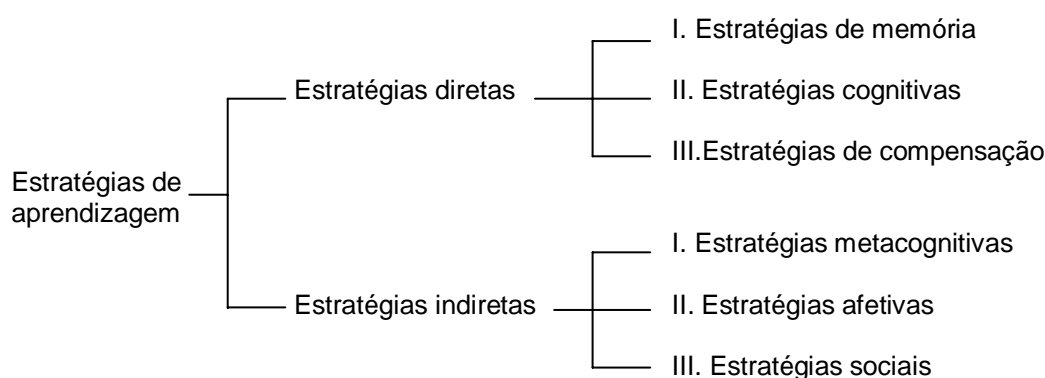 I. Estratégias de memória
Estratégias diretas
II. Estratégias cognitivas
III.Estratégias de compensação
Estratégias de
aprendizagem
I. Estratégias metacognitivas
Estratégias indiretas
II. Estratégias afetivas
III. Estratégias sociais